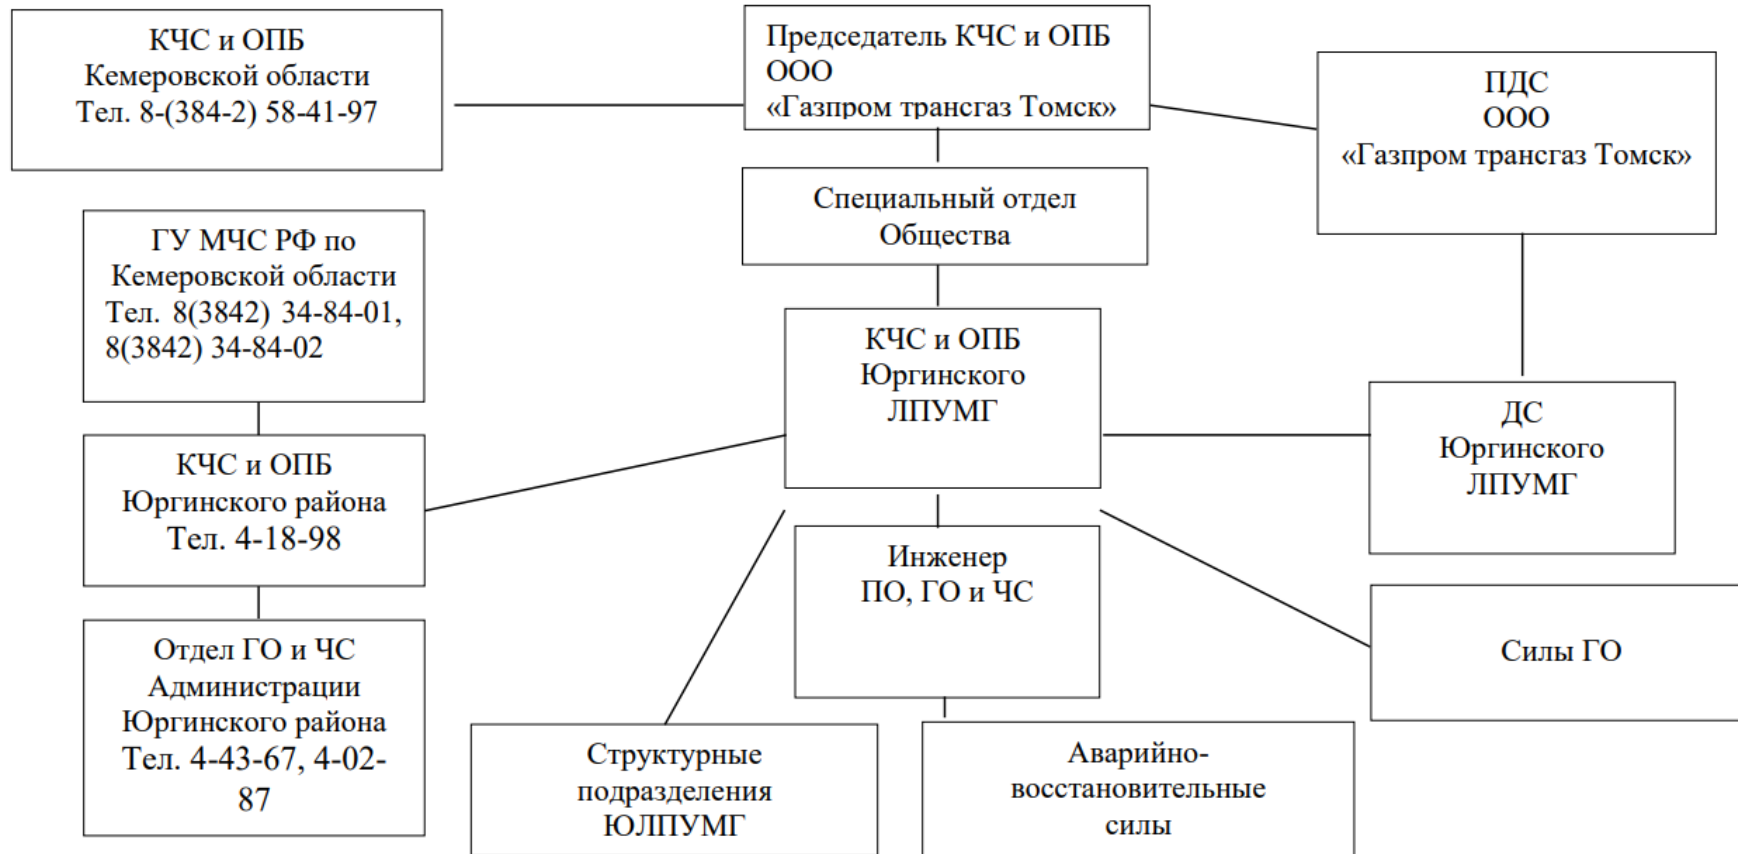 КЧС и ОПБ
Кемеровской области
Тел. 8-(384-2) 58-41-97
Председатель КЧС и ОПБ
ООО
«Газпром трансгаз Томск»
ПДС
ООО
«Газпром трансгаз Томск»
Специальный отдел
Общества
ГУ МЧС РФ по
Кемеровской области
Тел. 8(3842) 34-84-01,
8(3842) 34-84-02
КЧС и ОПБ
Юргинского
ЛПУМГ
ДС
Юргинского
ЛПУМГ
КЧС и ОПБ
Юргинского района
Тел. 4-18-98
Инженер
ПО, ГО и ЧС
Силы ГО
Отдел ГО и ЧС
Администрации
Юргинского района
Тел. 4-43-67, 4-02-
87
Структурные
подразделения
ЮЛПУМГ
Аварийно-
восстановительные
силы